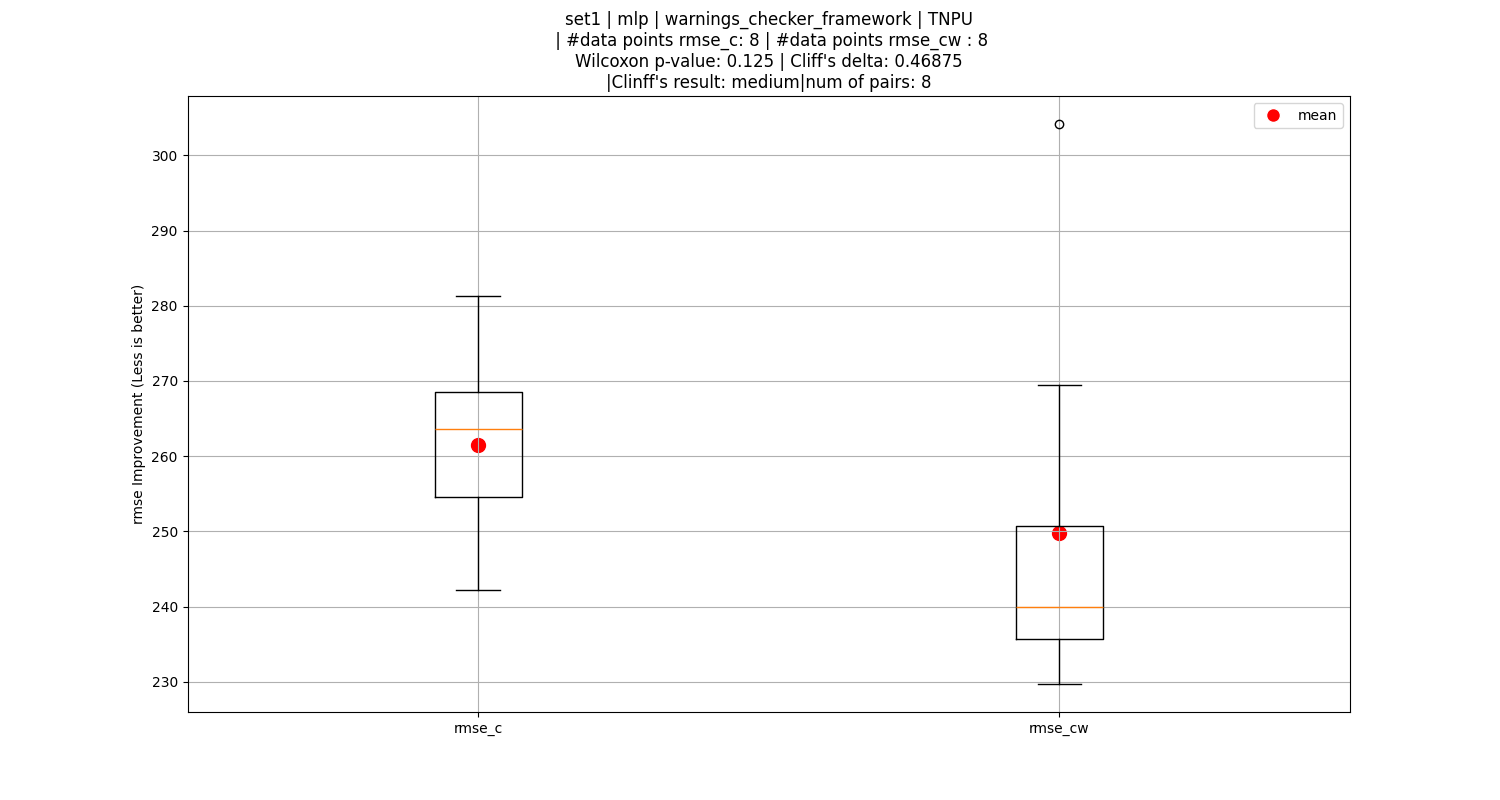 set1 | mlp | warnings_checker_framework | TNPU
| #data points rmse_c: 8 | #data points rmse_cw : 8
Wilcoxon p-value: 0.125 | Cliff's delta: 0.46875
|Clinff's result: medium|num of pairs: 8
mean
300
290
280
270
260
250
240
230
rmse Improvement (Less is better)
rmse_c
rmse_cw